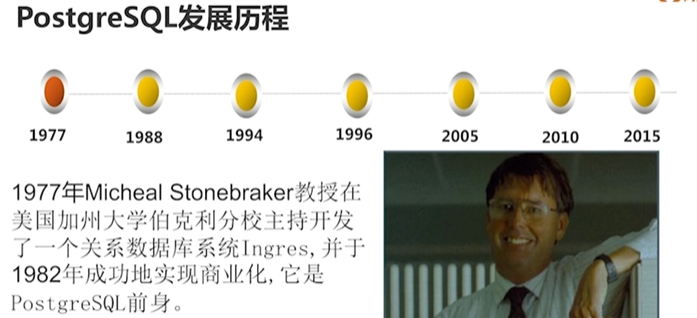 PostgreSQL发展历程
1977 1988 1994 1996 2005 2010 2015
1977年Micheal Stonebraker教授在
美国加州大学伯克利分校主持开发
了一个关系数据库系统Ingres,并于
1982年成功地实现商业化,它是
PostgreSQL前身。